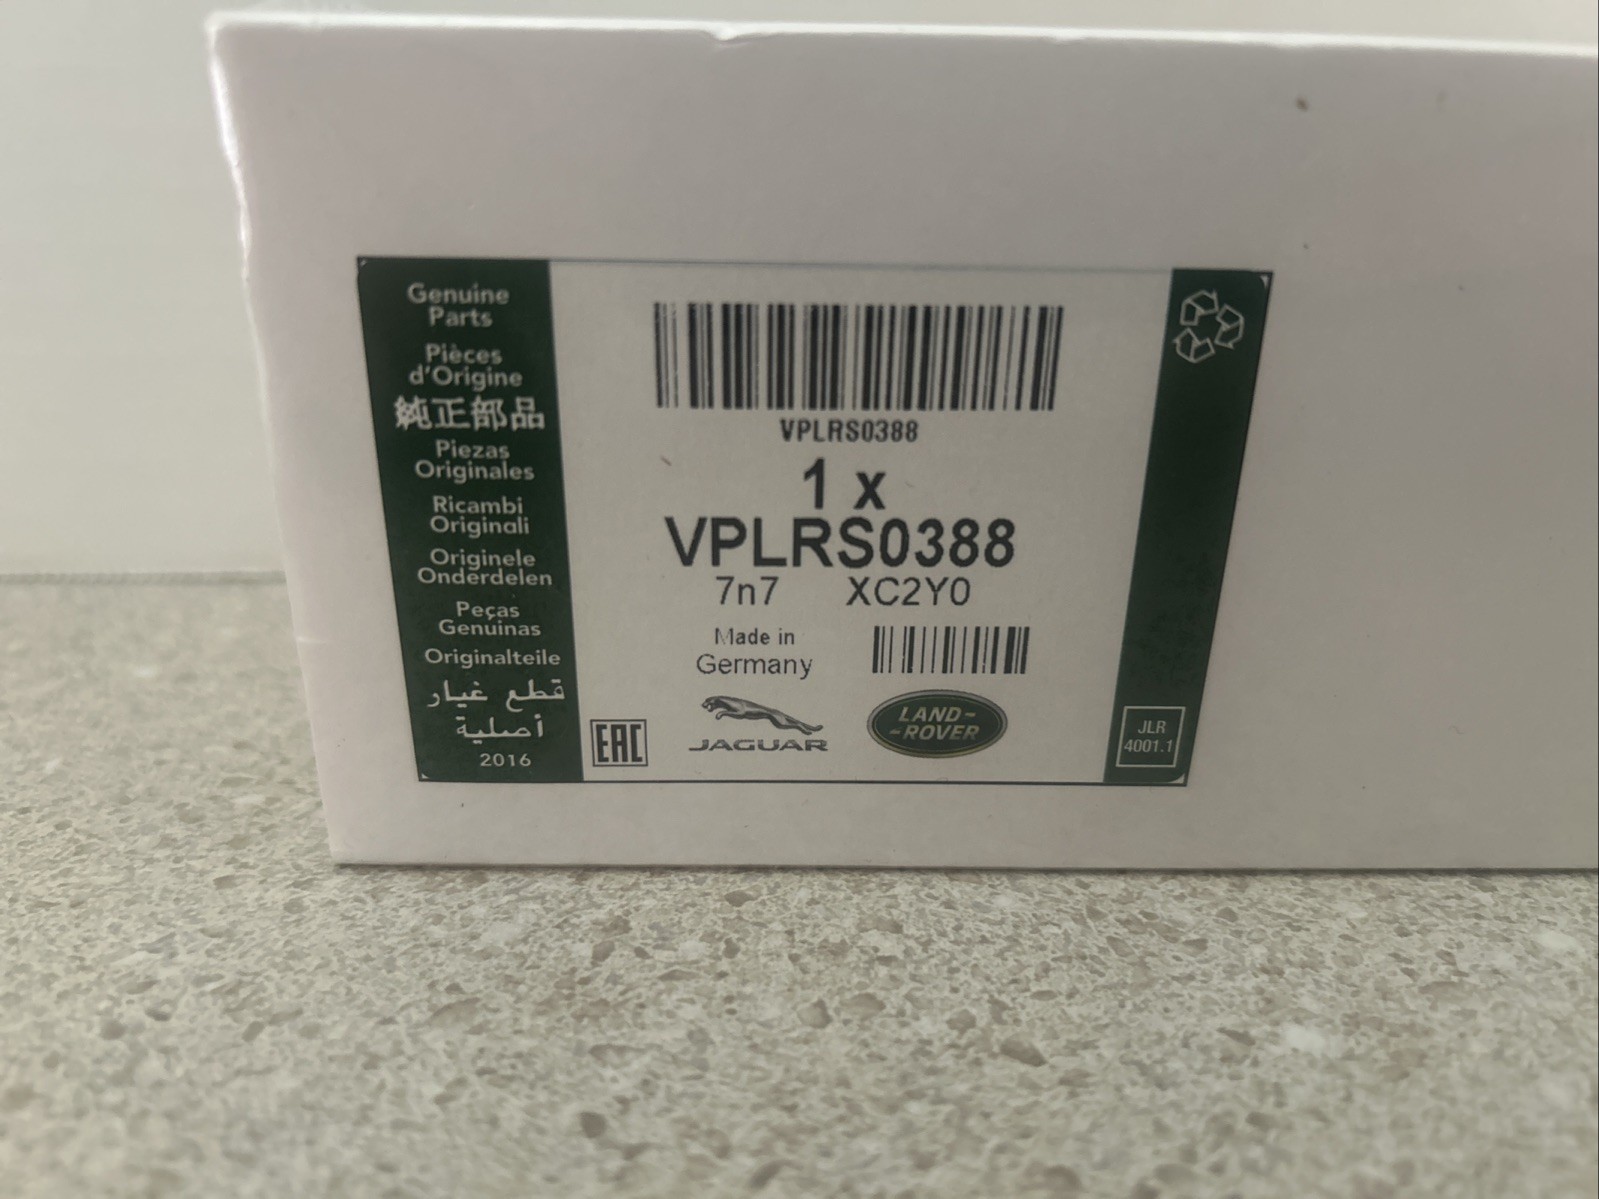 Genuine
Parts
Pièces
d'Origine
純正部品
Piezas
Originales
Ricambi
Originali
Originele
Onderdelen
Peças
Genuinas
Originalteile
قطع غيار
أصلية
2016
VPLRS0388
1 x
VPLRS0388
7n7 XC2Y0
Made in
Germany
EAC
JAGUAR
LAND-
-ROVER
JLR
4001.1